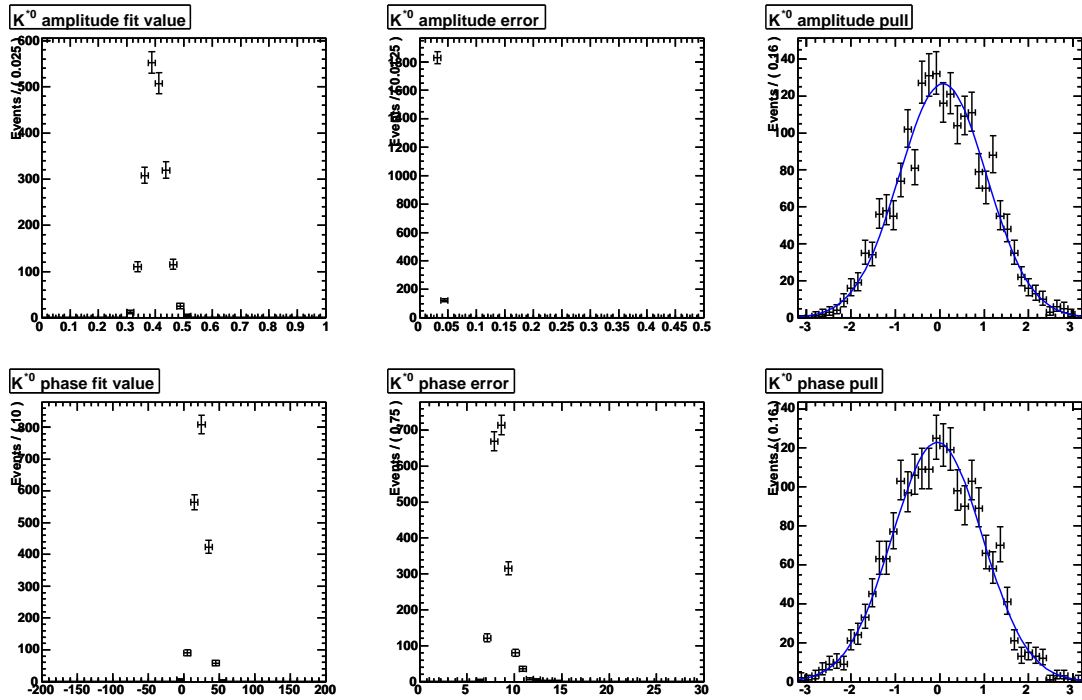 K*0 amplitude fit value
K*0 amplitude error
K*0 amplitude pull
Events / ( 0.025 )
600
500
400
300
200
100
0
0 0.1 0.2 0.3 0.4 0.5 0.6 0.7 0.8 0.9 1
Events / ( 0.0125 )
1800
1600
1400
1200
1000
800
600
400
200
0
0 0.05 0.1 0.15 0.2 0.25 0.3 0.35 0.4 0.45 0.5
Events / ( 0.16 )
140
120
100
80
60
40
20
0
-3 -2 -1 0 1 2 3
K*0 phase fit value
K*0 phase error
K*0 phase pull
Events / ( 10 )
800
700
600
500
400
300
200
100
0
-200 -150 -100 -50 0 50 100 150 200
Events / ( 0.75 )
700
600
500
400
300
200
100
0
0 5 10 15 20 25 30
Events / ( 0.16 )
140
120
100
80
60
40
20
0
-3 -2 -1 0 1 2 3